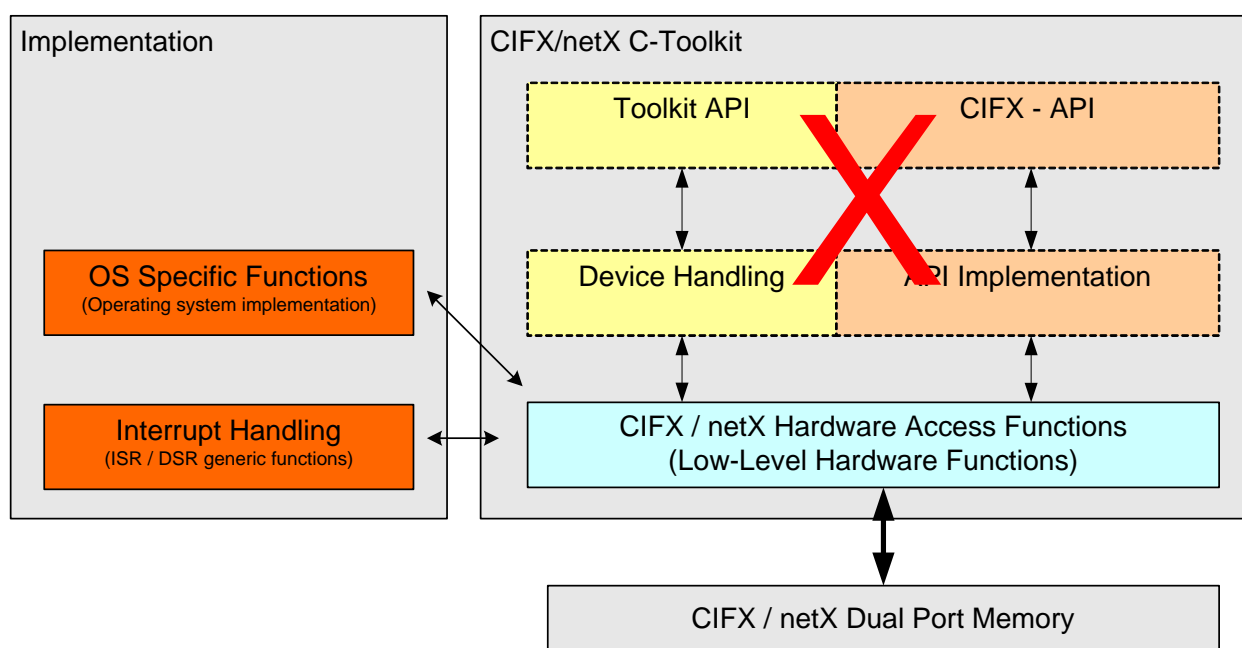 Implementation
OS Specific Functions
(Operating system implementation)
Interrupt Handling
(ISR / DSR generic functions)
CIFX/netX C-Toolkit
Toolkit API
CIFX - API
Device Handling
API Implementation
CIFX / netX Hardware Access Functions
(Low-Level Hardware Functions)
CIFX / netX Dual Port Memory